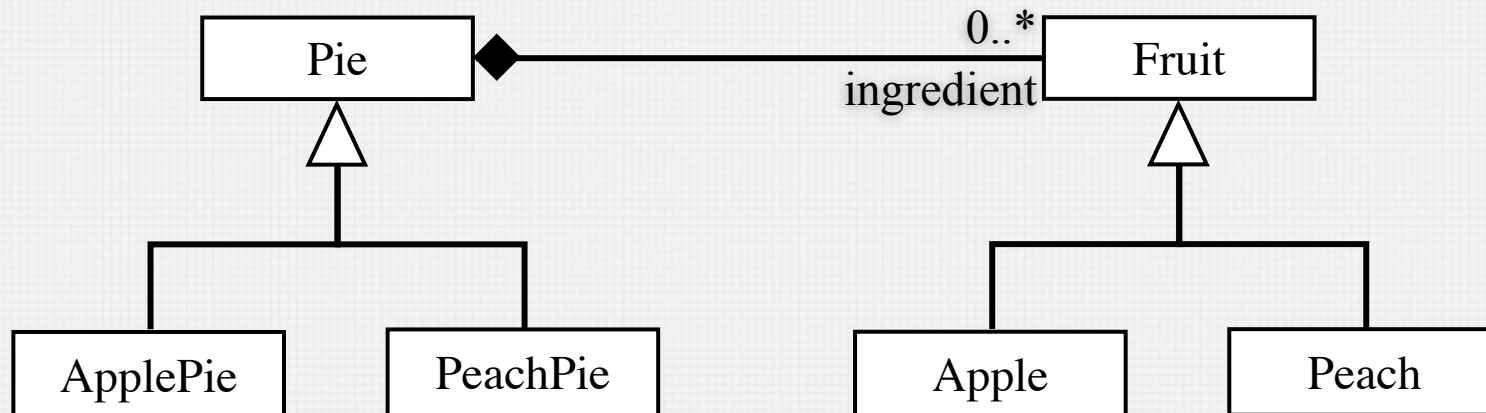 Pie
0..*
ingredient
Fruit
ApplePie
PeachPie
Apple
Peach